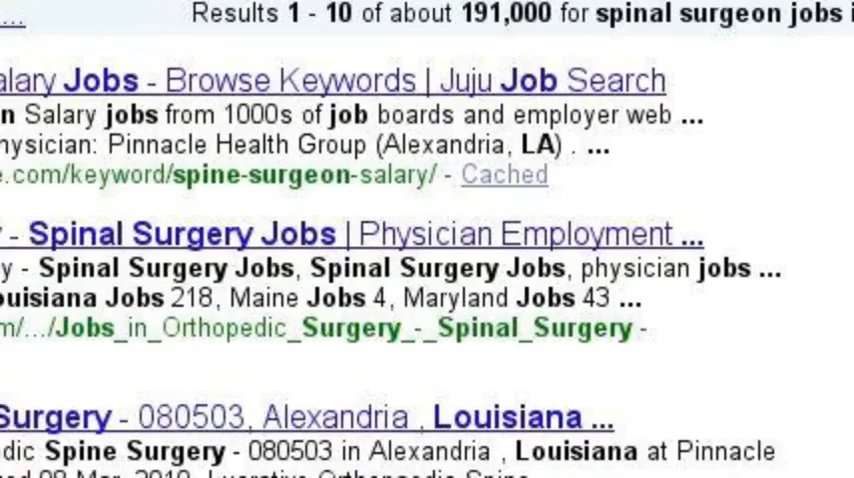 ...
Results 1 - 10 of about 191,000 for spinal surgeon jobs i
alary Jobs - Browse Keywords | Juju Job Search
n Salary jobs from 1000s of job boards and employer web ...
hysician: Pinnacle Health Group (Alexandria, LA) . ...
e.com/keyword/spine-surgeon-salary/ - Cached
y - Spinal Surgery Jobs | Physician Employment ...
y - Spinal Surgery Jobs, Spinal Surgery Jobs, physician jobs ...
ouisiana Jobs 218, Maine Jobs 4, Maryland Jobs 43 ...
m/.../Jobs_in_Orthopedic_Surgery_-_Spinal_Surgery -
Surgery - 080503, Alexandria , Louisiana ...
dic Spine Surgery - 080503 in Alexandria , Louisiana at Pinnacle